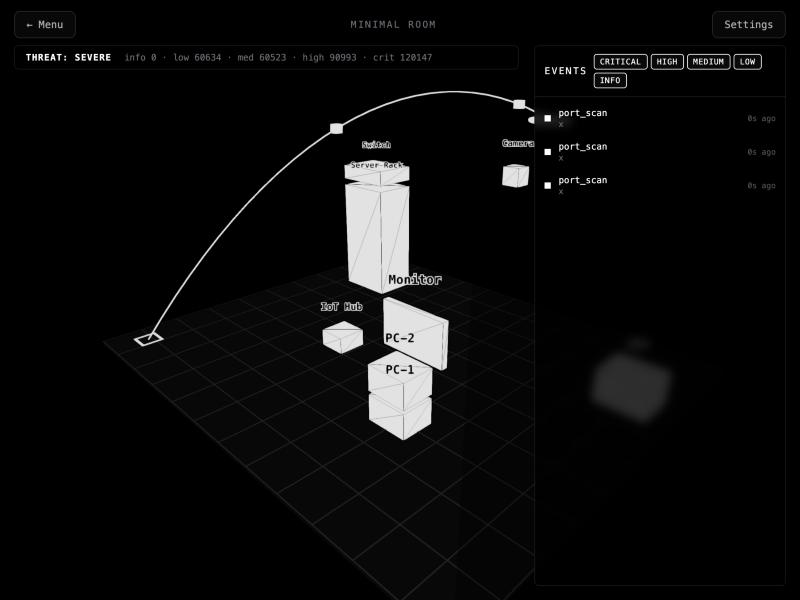 ← Menu
MINIMAL ROOM
Settings
THREAT: SEVERE info 0 · low 60634 · med 60523 · high 90993 · crit 120147
EVENTS
CRITICAL HIGH MEDIUM LOW
INFO
port_scan
x
0s ago
port_scan
x
0s ago
port_scan
x
0s ago
Switch
Camera
Server Rack
Monitor
IoT Hub
PC-2
PC-1